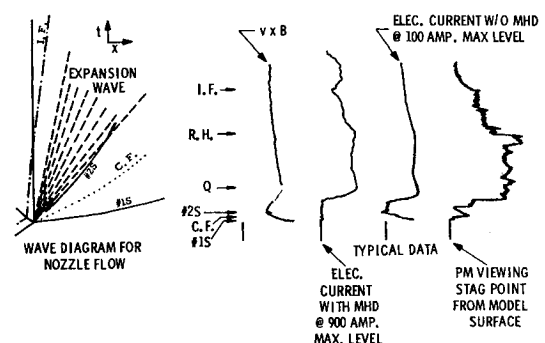 t
x
I.F.
EXPANSION
WAVE
#2S
C.F.
#1S
WAVE DIAGRAM FOR
NOZZLE FLOW
v x B
ELEC. CURRENT W/O MHD
@ 100 AMP. MAX LEVEL
I.F.
R.H.
Q
#2S
C.F.
#1S
TYPICAL DATA
ELEC.
CURRENT
WITH MHD
@ 900 AMP.
MAX. LEVEL
PM VIEWING
STAG POINT
FROM MODEL
SURFACE